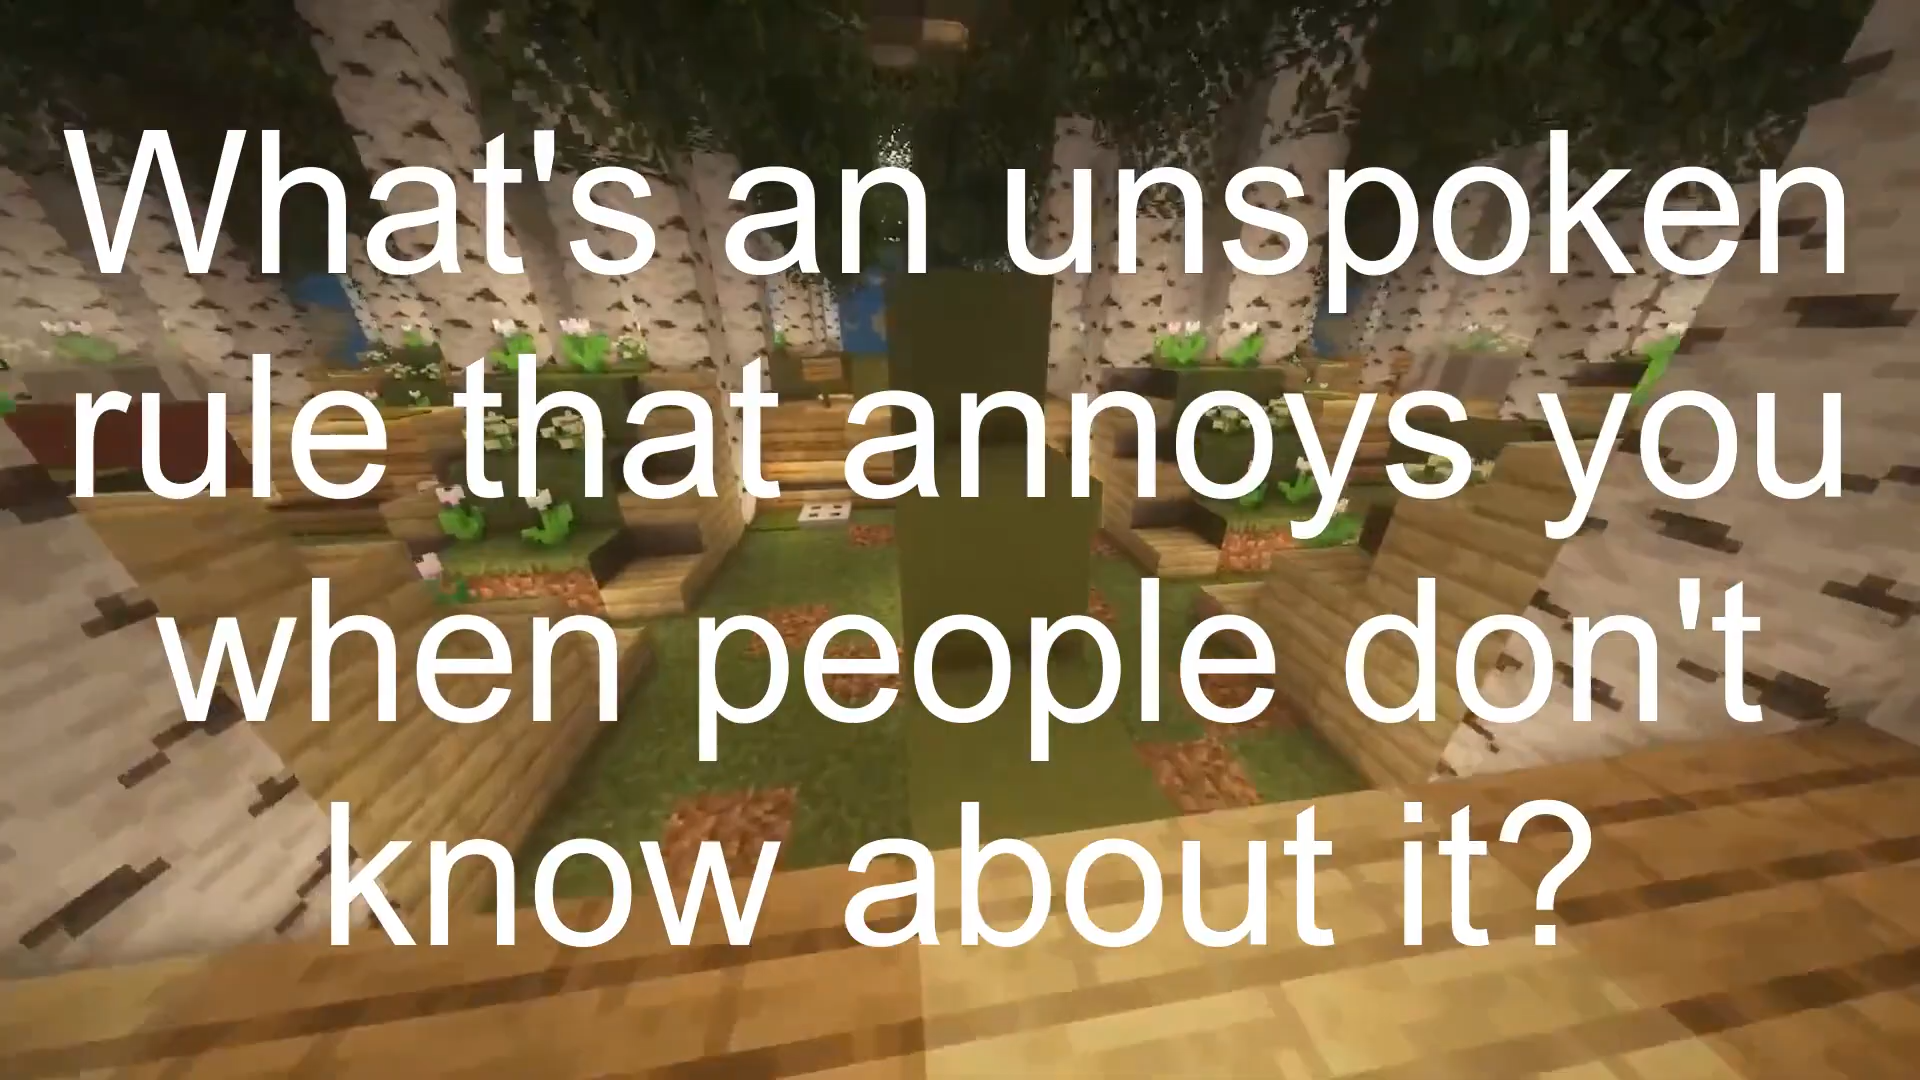 What's an unspoken
rule that annoys you
when people don't
know about it?